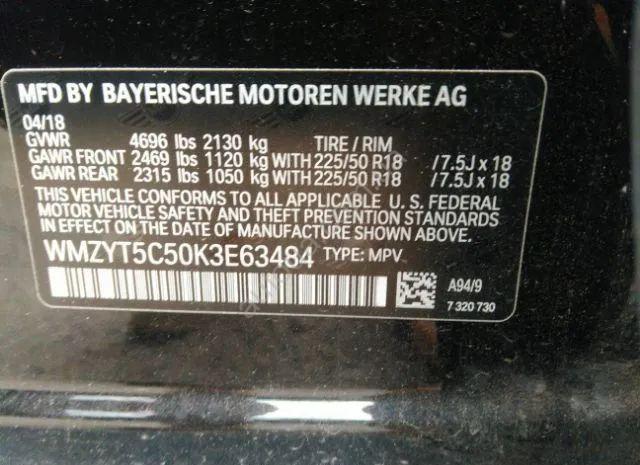 MFD BY BAYERISCHE MOTOREN WERKE AG
04/18
GVWR 4696 lbs 2130 kg TIRE / RIM
GAWR FRONT 2469 lbs 1120 kg WITH 225/50 R18 /7.5J x 18
GAWR REAR 2315 lbs 1050 kg WITH 225/50 R18 /7.5J x 18
THIS VEHICLE CONFORMS TO ALL APPLICABLE U. S. FEDERAL
MOTOR VEHICLE SAFETY AND THEFT PREVENTION STANDARDS
IN EFFECT ON THE DATE OF MANUFACTURE SHOWN ABOVE.
WMZYT5C50K3E63484 TYPE: MPV
A94/9
7 320 730